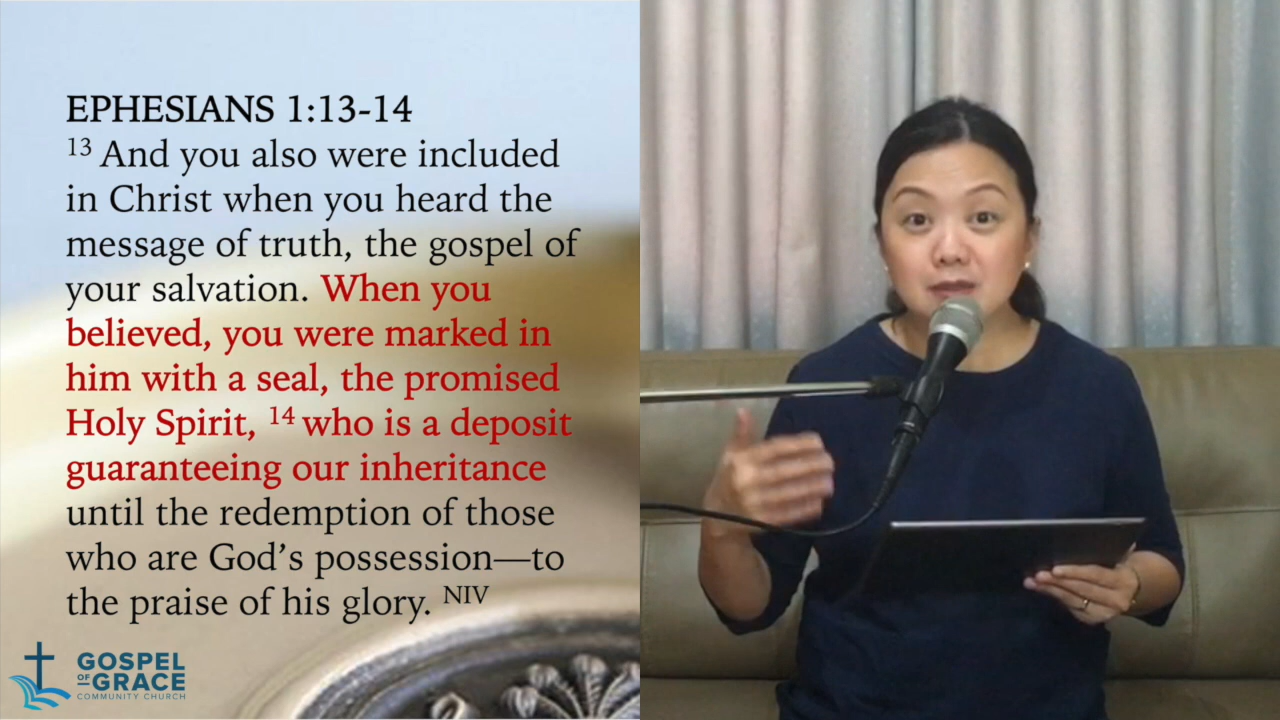 EPHESIANS 1:13-14
13 And you also were included
in Christ when you heard the
message of truth, the gospel of
your salvation. When you
believed, you were marked in
him with a seal, the promised
Holy Spirit, 14 who is a deposit
guaranteeing our inheritance
until the redemption of those
who are God’s possession—to
the praise of his glory. NIV
GOSPEL
OF GRACE
COMMUNITY CHURCH